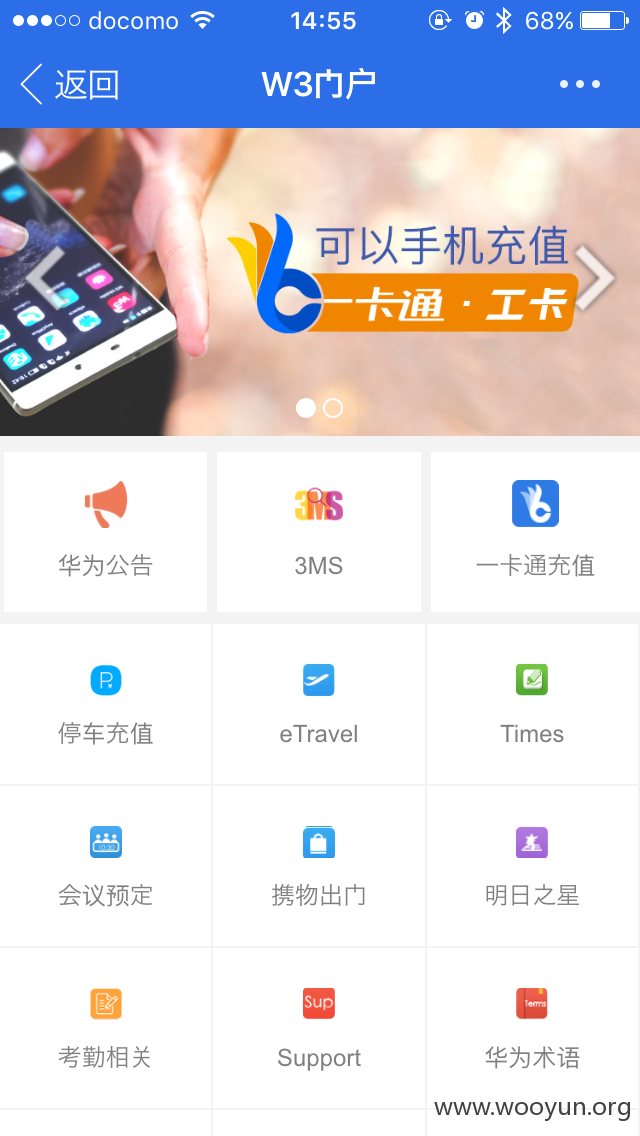 docomo 14:55 68%
返回 W3门户
可以手机充值
一卡通·工卡
华为公告 3MS 一卡通充值
停车充值 eTravel Times
10:30
会议预定 携物出门 明日之星
Sup Terms
考勤相关 Support 华为术语
www.wooyun.org